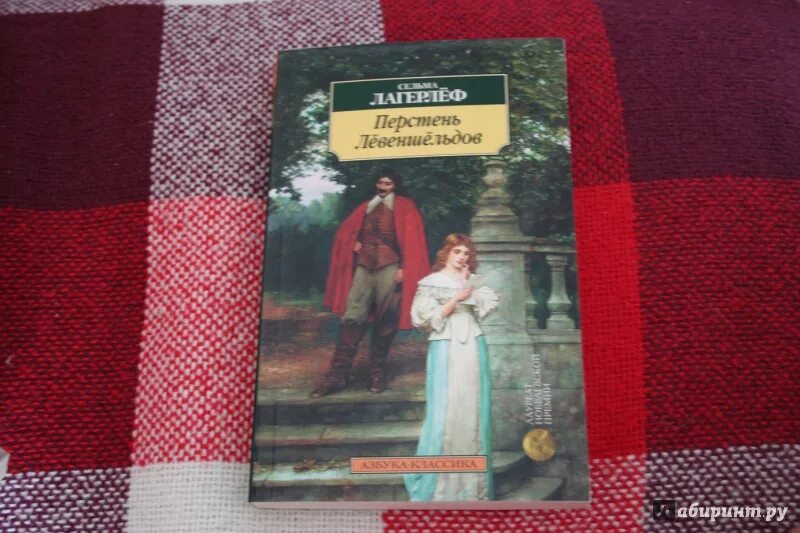 СЕЛЬМА
ЛАГЕРЛЁФ
Перстень
Лёвеншёльдов
ЛАУРЕАТ
НОБЕЛЕВСКОЙ
ПРЕМИИ
АЗБУКА-КЛАССИКА
Лабиринт.ру